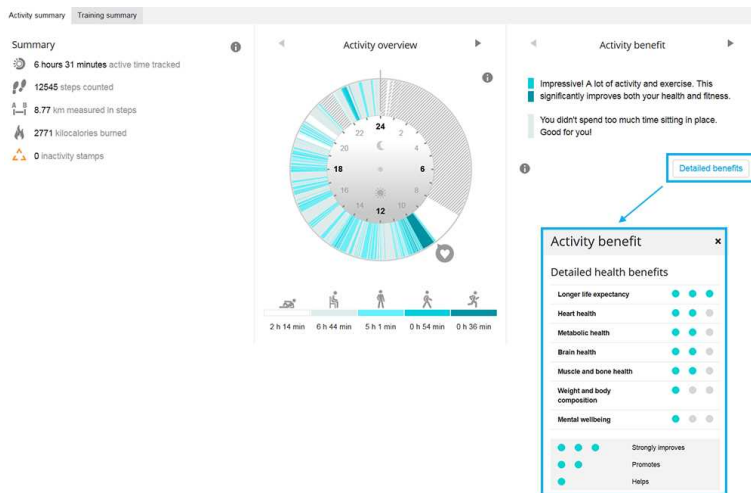 Activity summary
Training summary
Summary
6 hours 31 minutes active time tracked
12545 steps counted
A B
8.77 km measured in steps
2771 kilocalories burned
0 inactivity stamps
Activity overview
24
2
4
6
8
10
12
14
16
18
20
22
2 h 14 min
6 h 44 min
5 h 1 min
0 h 54 min
0 h 36 min
Activity benefit
Impressive! A lot of activity and exercise. This
significantly improves both your health and fitness.
You didn't spend too much time sitting in place.
Good for you!
Detailed benefits
Activity benefit
×
Detailed health benefits
Longer life expectancy
Heart health
Metabolic health
Brain health
Muscle and bone health
Weight and body
composition
Mental wellbeing
Strongly improves
Promotes
Helps